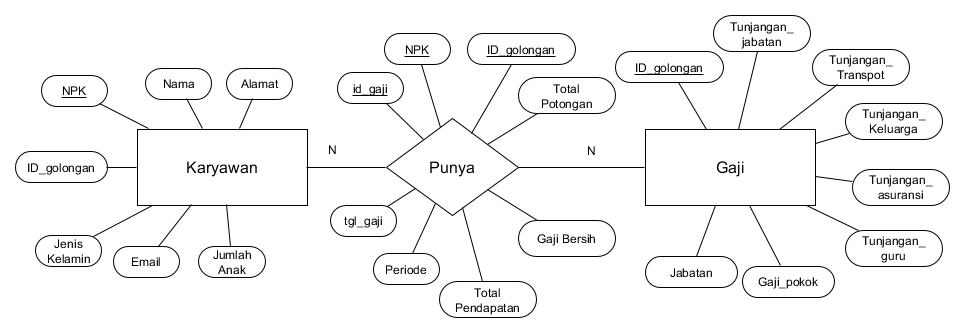 NPK
Nama
Alamat
ID_golongan
Karyawan
Jenis
Kelamin
Email
Jumlah
Anak
N
NPK
ID_golongan
id_gaji
Total
Potongan
Punya
tgl_gaji
Periode
Total
Pendapatan
Gaji Bersih
N
Tunjangan_
jabatan
ID_golongan
Tunjangan_
Transpot
Tunjangan_
Keluarga
Gaji
Tunjangan_
asuransi
Tunjangan_
guru
Jabatan
Gaji_pokok